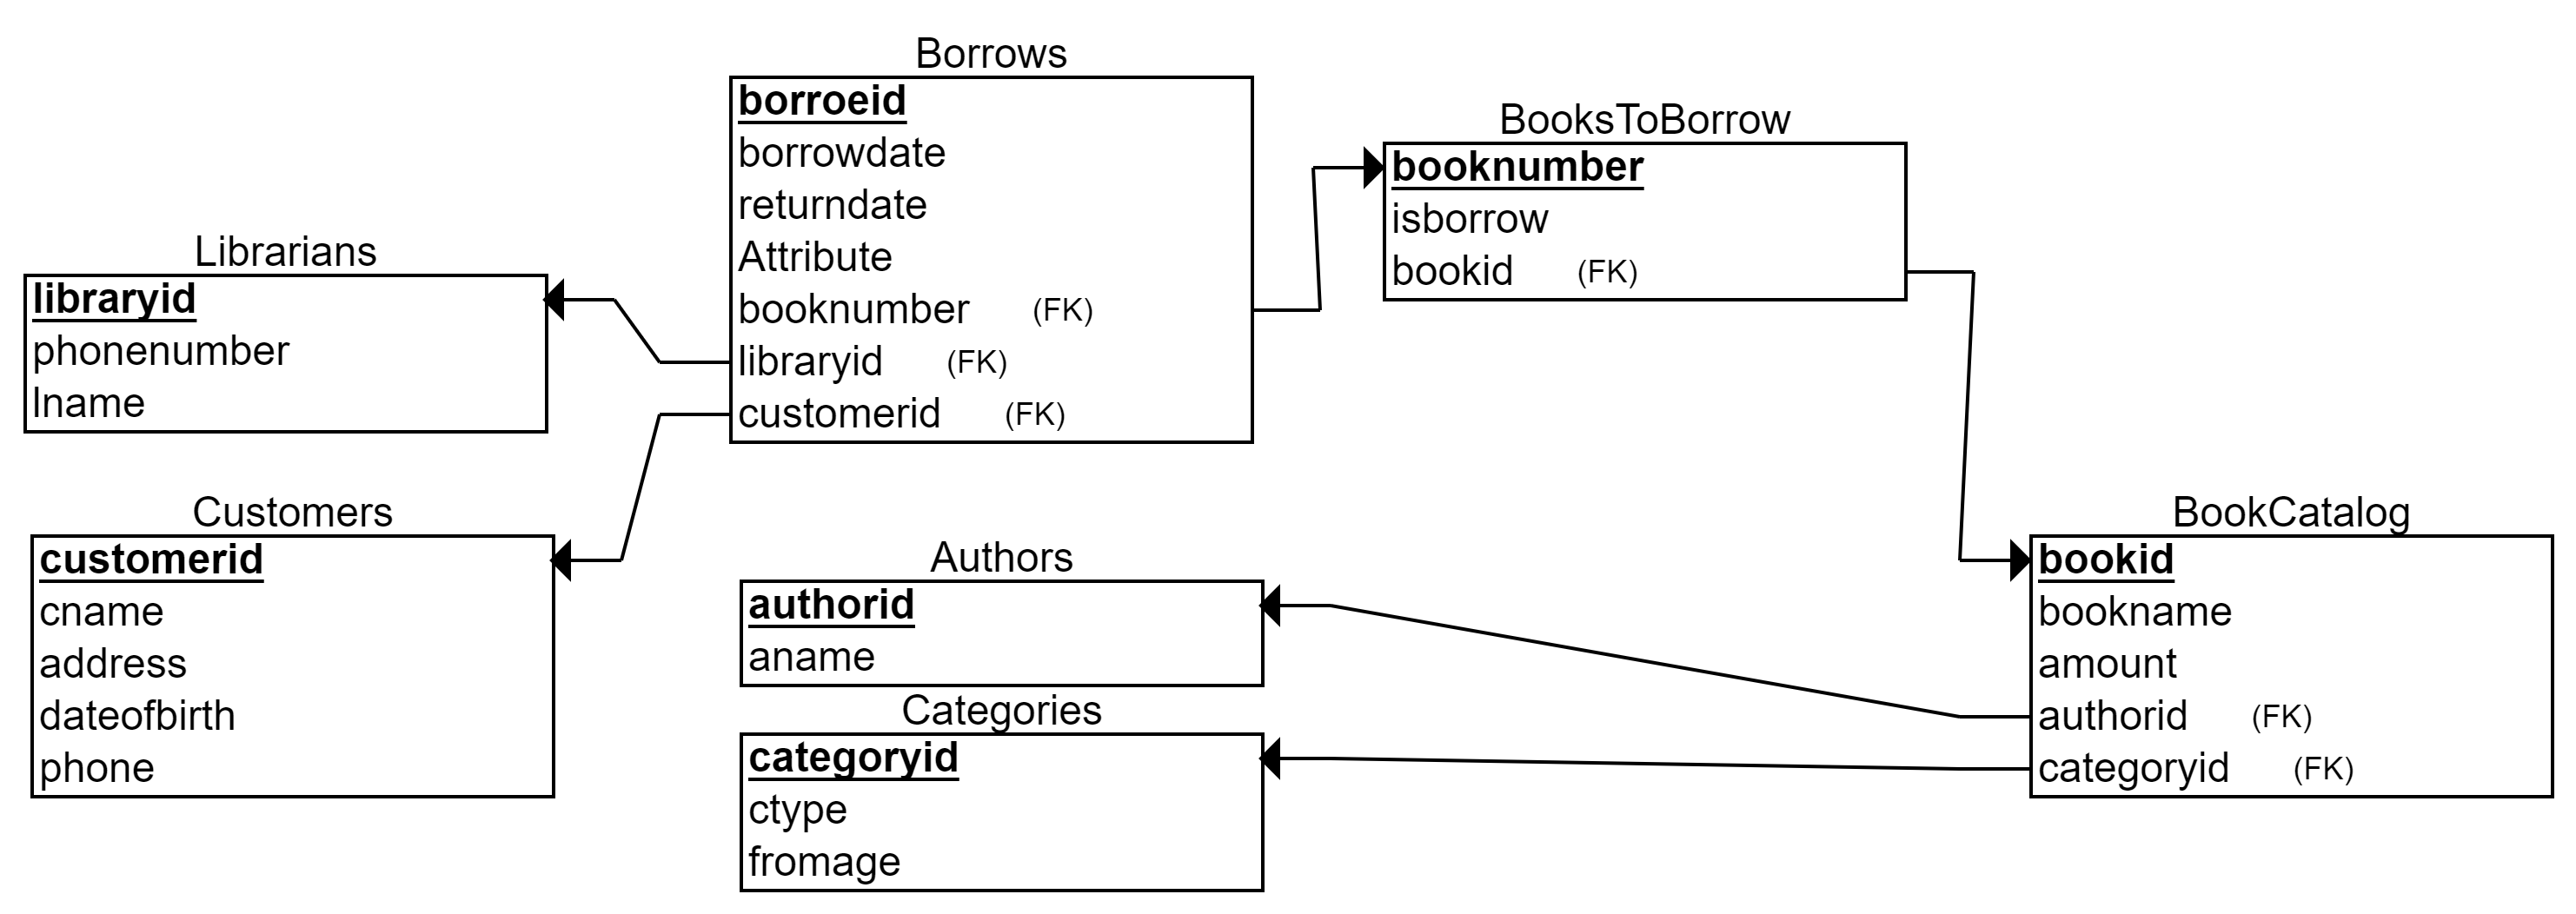 Borrows
borroeid
borrowdate
returndate
Attribute
booknumber (FK)
libraryid (FK)
customerid (FK)
BooksToBorrow
booknumber
isborrow
bookid (FK)
Librarians
libraryid
phonenumber
lname
Customers
customerid
cname
address
dateofbirth
phone
Authors
authorid
aname
Categories
categoryid
ctype
fromage
BookCatalog
bookid
bookname
amount
authorid (FK)
categoryid (FK)